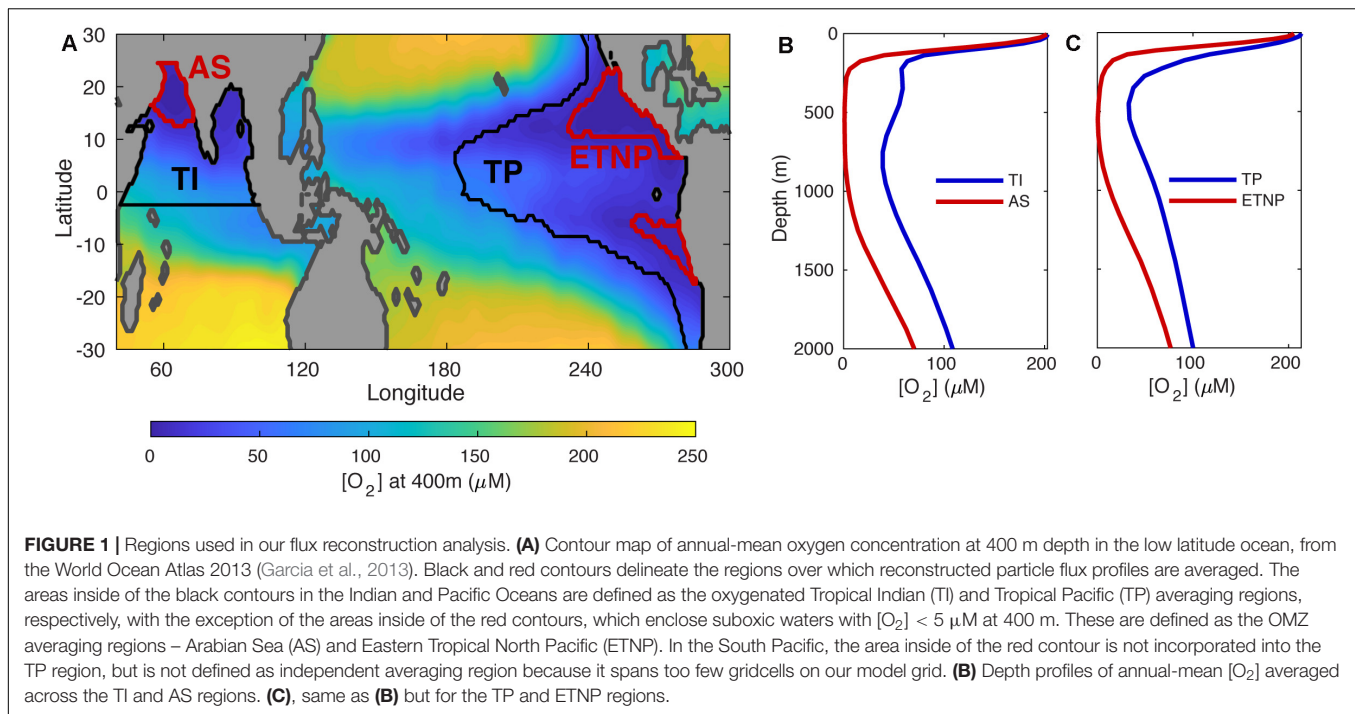 A
30
20
10
0
-10
-20
-30
Latitude
AS
TI
TP
ETNP
60
120
180
240
300
Longitude
0
50
100
150
200
250
[O₂] at 400m (μM)
B
0
500
1000
1500
2000
Depth (m)
TI
AS
0
100
200
[O₂] (μM)
C
TP
ETNP
0
100
200
[O₂] (μM)
FIGURE 1 | Regions used in our flux reconstruction analysis. (A) Contour map of annual-mean oxygen concentration at 400 m depth in the low latitude ocean, from
the World Ocean Atlas 2013 (Garcia et al., 2013). Black and red contours delineate the regions over which reconstructed particle flux profiles are averaged. The
areas inside of the black contours in the Indian and Pacific Oceans are defined as the oxygenated Tropical Indian (TI) and Tropical Pacific (TP) averaging regions,
respectively, with the exception of the areas inside of the red contours, which enclose suboxic waters with [O₂] < 5 μM at 400 m. These are defined as the OMZ
averaging regions – Arabian Sea (AS) and Eastern Tropical North Pacific (ETNP). In the South Pacific, the area inside of the red contour is not incorporated into the
TP region, but is not defined as independent averaging region because it spans too few gridcells on our model grid. (B) Depth profiles of annual-mean [O₂] averaged
across the TI and AS regions. (C), same as (B) but for the TP and ETNP regions.